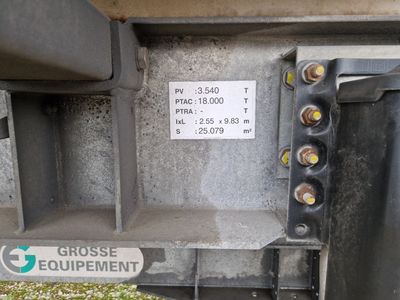 PV : 3.540 T
PTAC : 18.000 T
PTRA : - T
lxL : 2.55 x 9.83 m
S : 25.079 m²
GROSSE
EQUIPEMENT